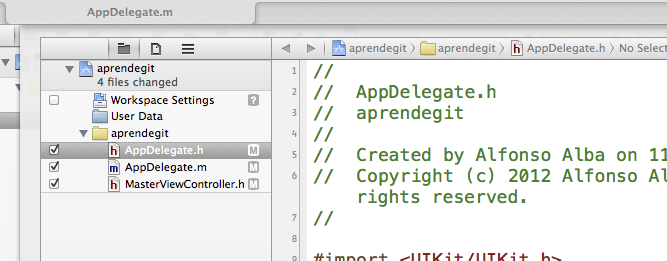 AppDelegate.m
aprendegit
4 files changed
Workspace Settings ?
User Data
aprendegit
AppDelegate.h M
AppDelegate.m M
MasterViewController.h M
aprendegit aprendegit AppDelegate.h No Selec
1 //
2 // AppDelegate.h
3 // aprendegit
4 //
5 // Created by Alfonso Alba on 11
6 // Copyright (c) 2012 Alfonso Al
rights reserved.
7 //
8
9 #import <UIKit/UIKit.h>